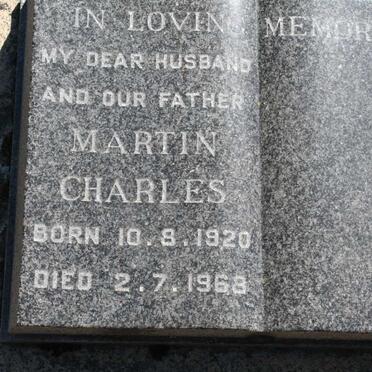 IN LOVING MEMOR
MY DEAR HUSBAND
AND OUR FATHER
MARTIN
CHARLES
BORN 10.8.1920
DIED 2.7.1968